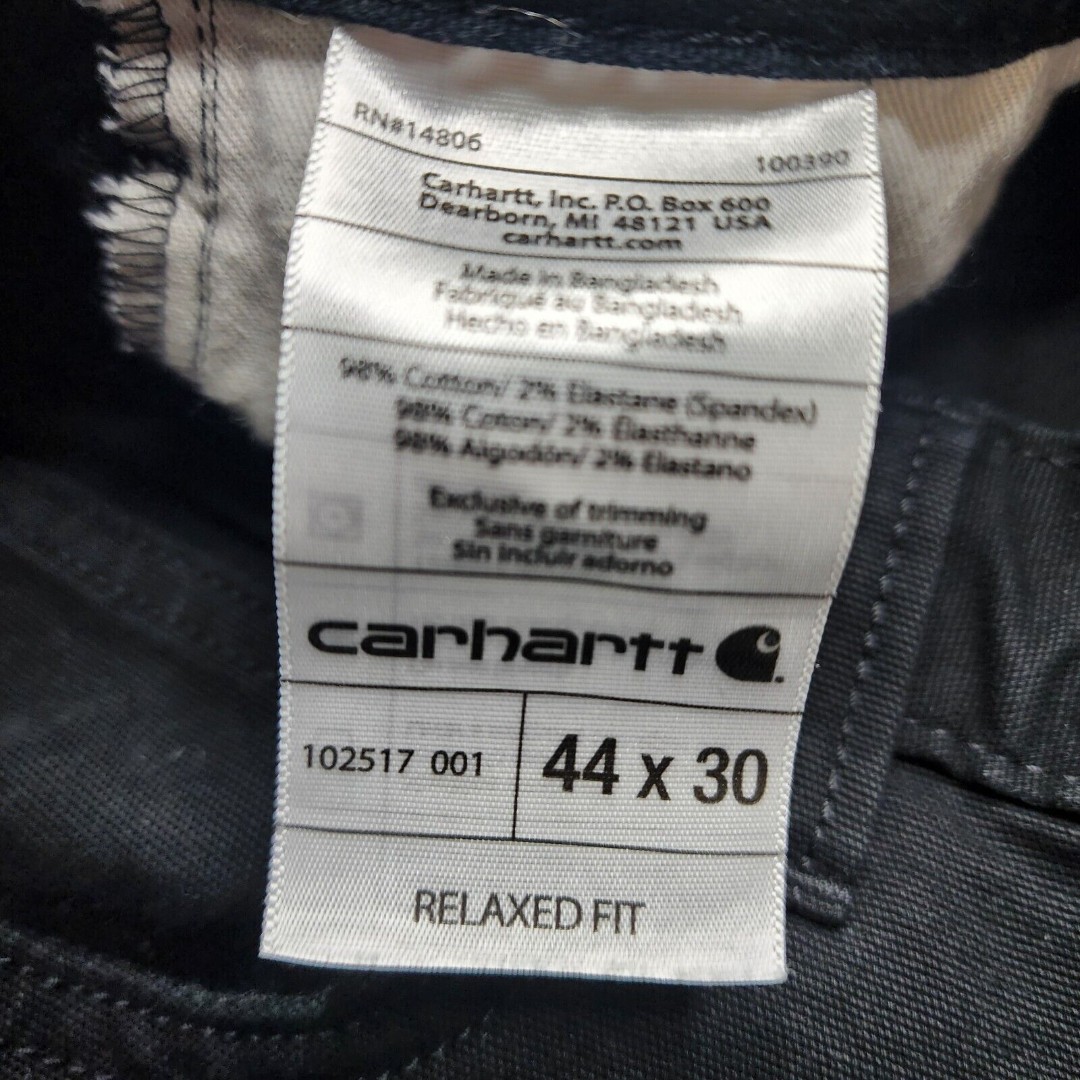 RN#14806
100390
Carhartt, Inc. P.O. Box 600
Dearborn, MI 48121 USA
carhartt.com
Made in Bangladesh
Fabriqué au Bangladesh
Hecho en Bangladesh
98% Cotton/ 2% Elastane (Spandex)
98% Coton/ 2% Élasthanne
98% Algodón/ 2% Elastano
Exclusive of trimming
Sans garniture
Sin incluir adorno
carhartt
102517 001
44 x 30
RELAXED FIT